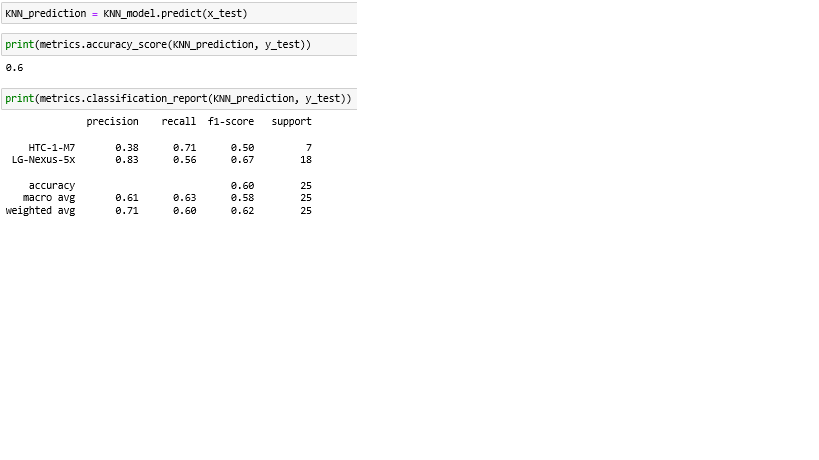 KNN_prediction = KNN_model.predict(x_test)
print(metrics.accuracy_score(KNN_prediction, y_test))
0.6
print(metrics.classification_report(KNN_prediction, y_test))
precision recall f1-score support
HTC-1-M7 0.38 0.71 0.50 7
LG-Nexus-5x 0.83 0.56 0.67 18
accuracy 0.60 25
macro avg 0.61 0.63 0.58 25
weighted avg 0.71 0.60 0.62 25